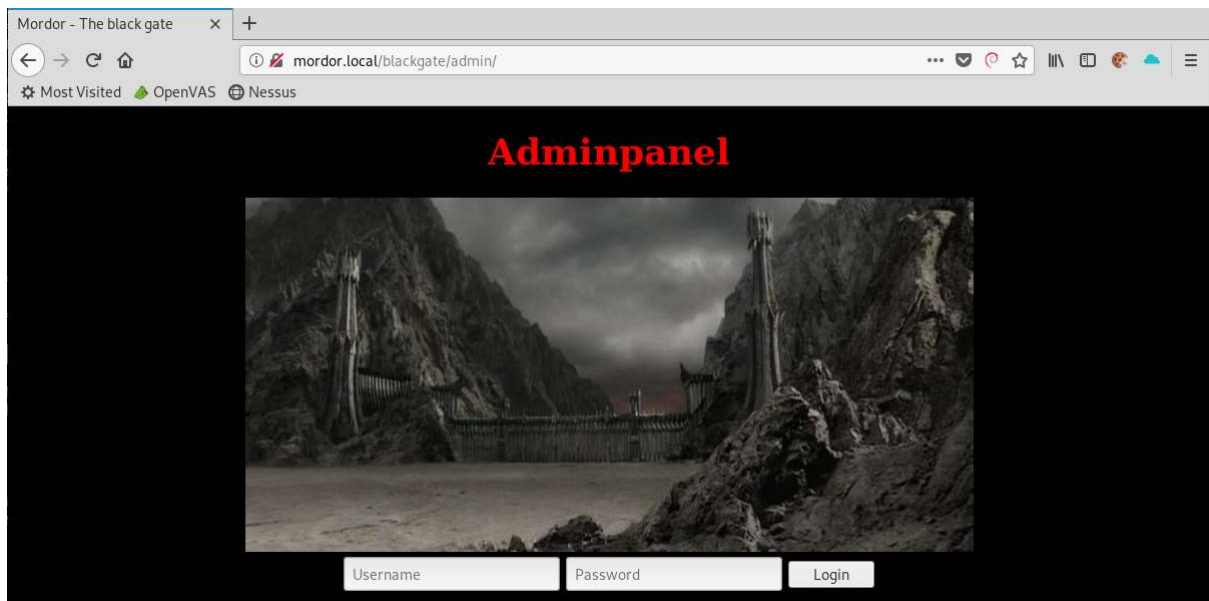 Mordor - The black gate
mordor.local/blackgate/admin/
Most Visited OpenVAS Nessus
Adminpanel
Username Password Login